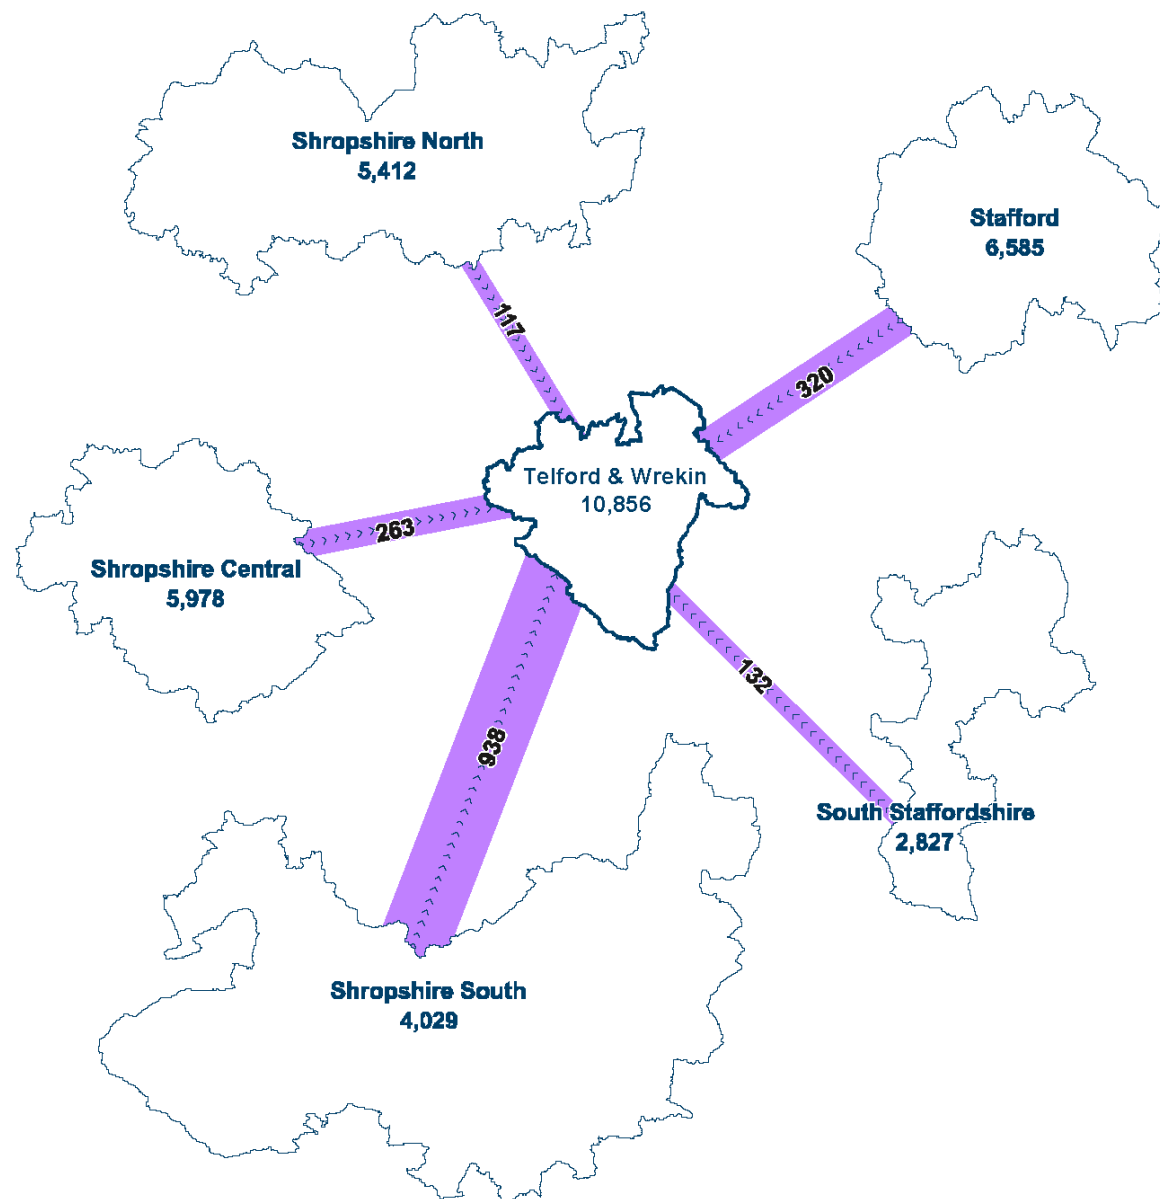 Shropshire North
5,412
Stafford
6,585
117
320
Telford & Wrekin
10,856
263
Shropshire Central
5,978
132
938
South Staffordshire
2,827
Shropshire South
4,029